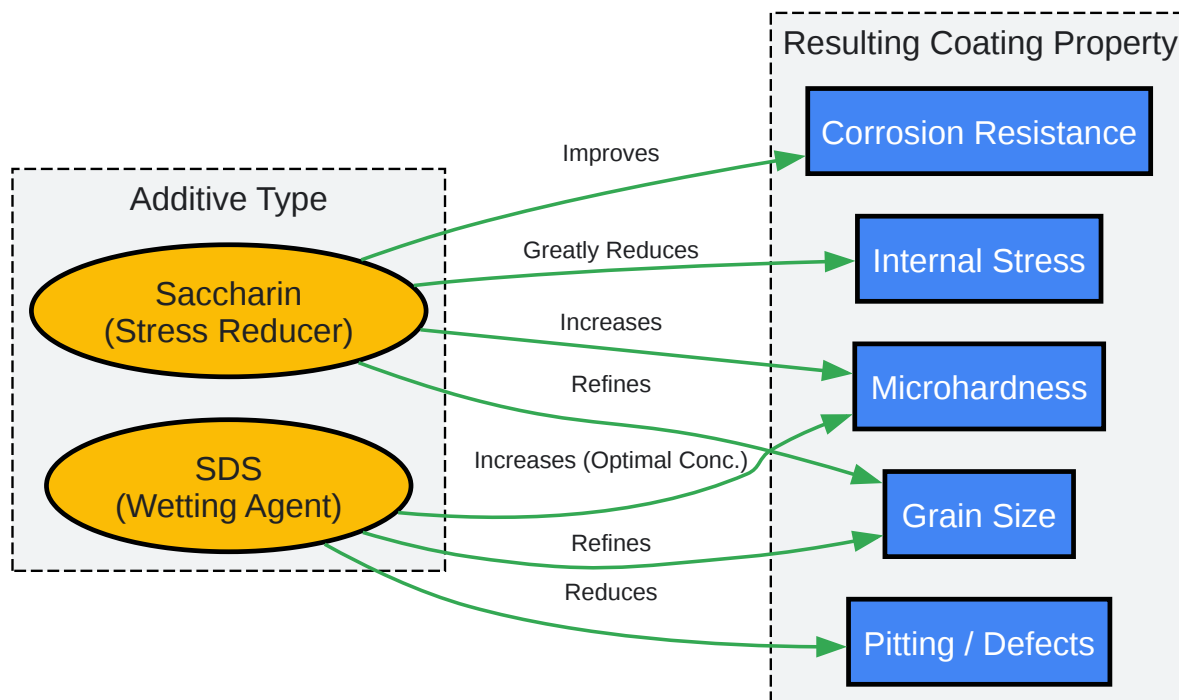 Resulting Coating Property
Corrosion Resistance
Improves
Additive Type
Greatly Reduces
Internal Stress
Saccharin
(Stress Reducer)
Increases
Microhardness
Refines
SDS
(Wetting Agent)
Increases (Optimal Conc.)
Grain Size
Refines
Reduces
Pitting / Defects